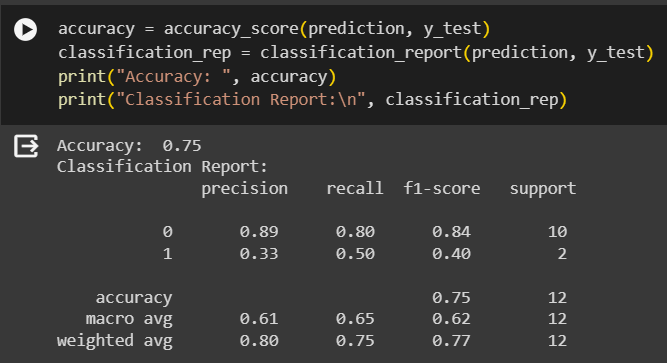 accuracy = accuracy_score(prediction, y_test)
classification_rep = classification_report(prediction, y_test)
print("Accuracy: ", accuracy)
print("Classification Report:\n", classification_rep)
Accuracy:  0.75
Classification Report:
               precision    recall  f1-score   support

           0       0.89      0.80      0.84        10
           1       0.33      0.50      0.40         2

    accuracy                           0.75        12
   macro avg       0.61      0.65      0.62        12
weighted avg       0.80      0.75      0.77        12